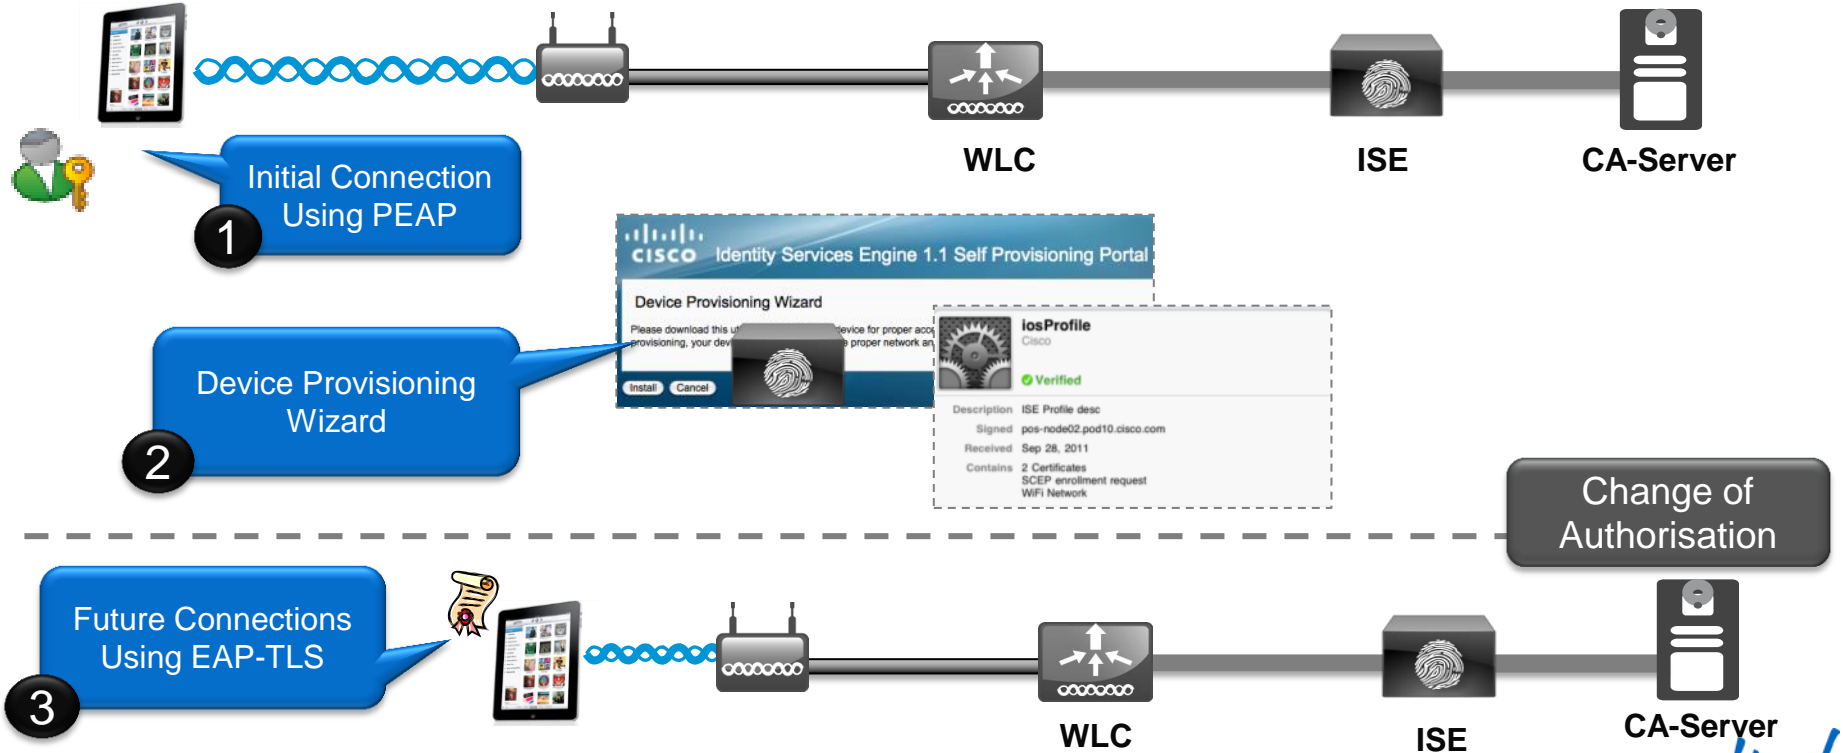 WLC
ISE
CA-Server
Initial Connection
Using PEAP
1
CISCO
Identity Services Engine 1.1 Self Provisioning Portal
Device Provisioning Wizard
Please download this evice for proper acc
provisioning, your devi proper network an
Install
Cancel
iosProfile
Cisco
Verified
Description ISE Profile desc
Signed pos-node02.pod10.cisco.com
Received Sep 28, 2011
Contains 2 Certificates
SCEP enrollment request
WiFi Network
Device Provisioning
Wizard
2
Change of
Authorisation
Future Connections
Using EAP-TLS
3
WLC
ISE
CA-Server